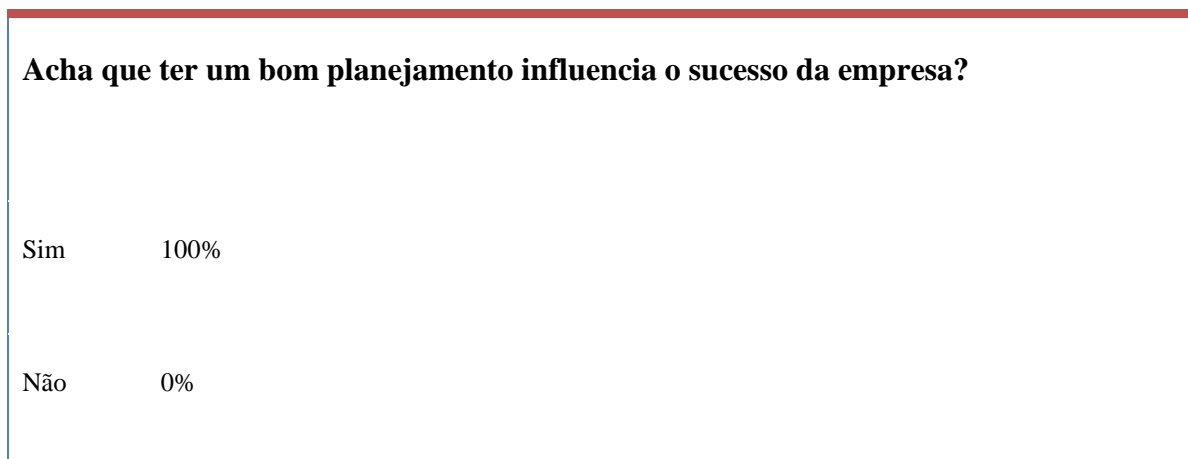 Acha que ter um bom planejamento influencia o sucesso da empresa?
Sim 100%
Não 0%